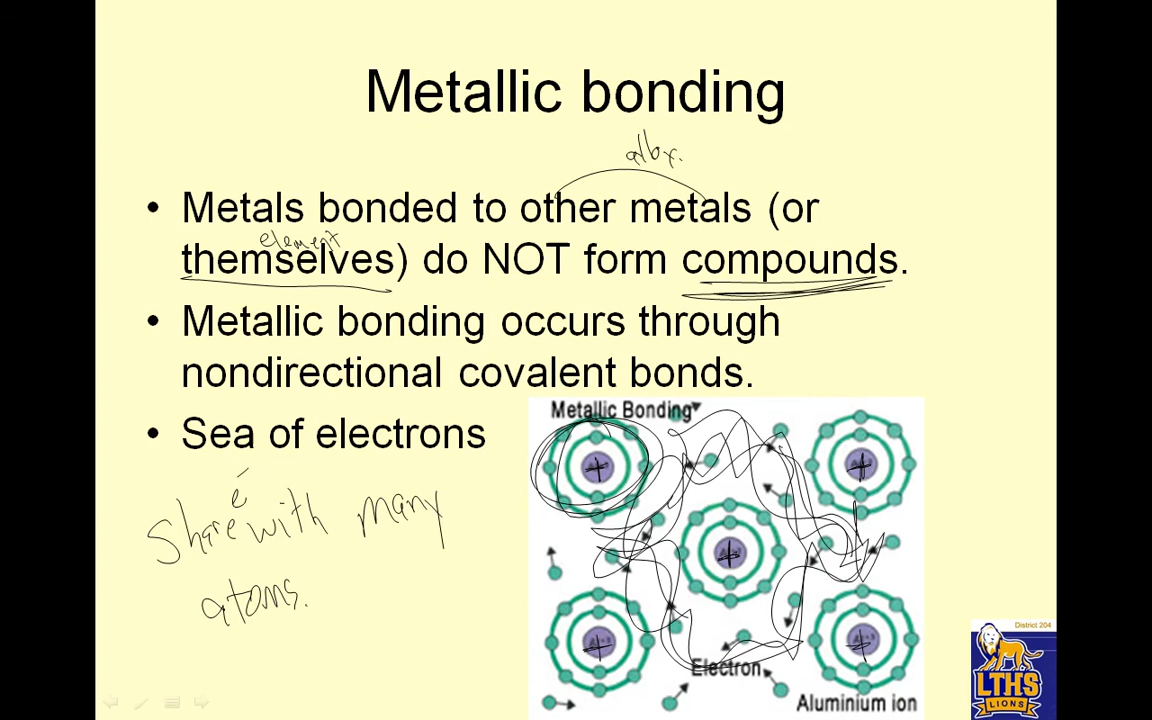 Metallic bonding
alloy.
• Metals bonded to other metals (or
element
themselves) do NOT form compounds.
• Metallic bonding occurs through
nondirectional covalent bonds.
• Sea of electrons
Share e⁻ with many
atoms.
Metallic Bonding
+
+
+
+
+
Electron
Aluminium ion
District 204
LTHS
LIONS